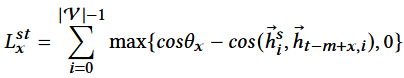 $L_x^{st} = \sum_{i=0}^{|\mathcal{V}|-1} \max\{cos\theta_x - cos(\vec{h}_i^s, \vec{h}_{t-m+x,i}), 0\}$